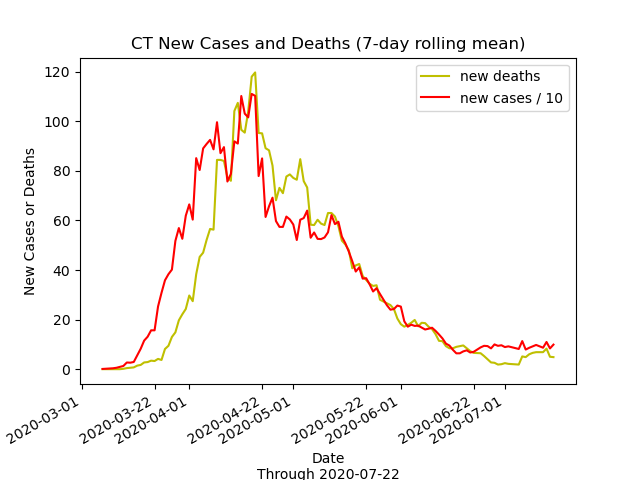 CT New Cases and Deaths (7-day rolling mean)
new deaths
new cases / 10
New Cases or Deaths
120
100
80
60
40
20
0
2020-03-01
2020-03-22
2020-04-01
2020-04-22
2020-05-01
2020-05-22
2020-06-01
2020-06-22
2020-07-01
Date
Through 2020-07-22